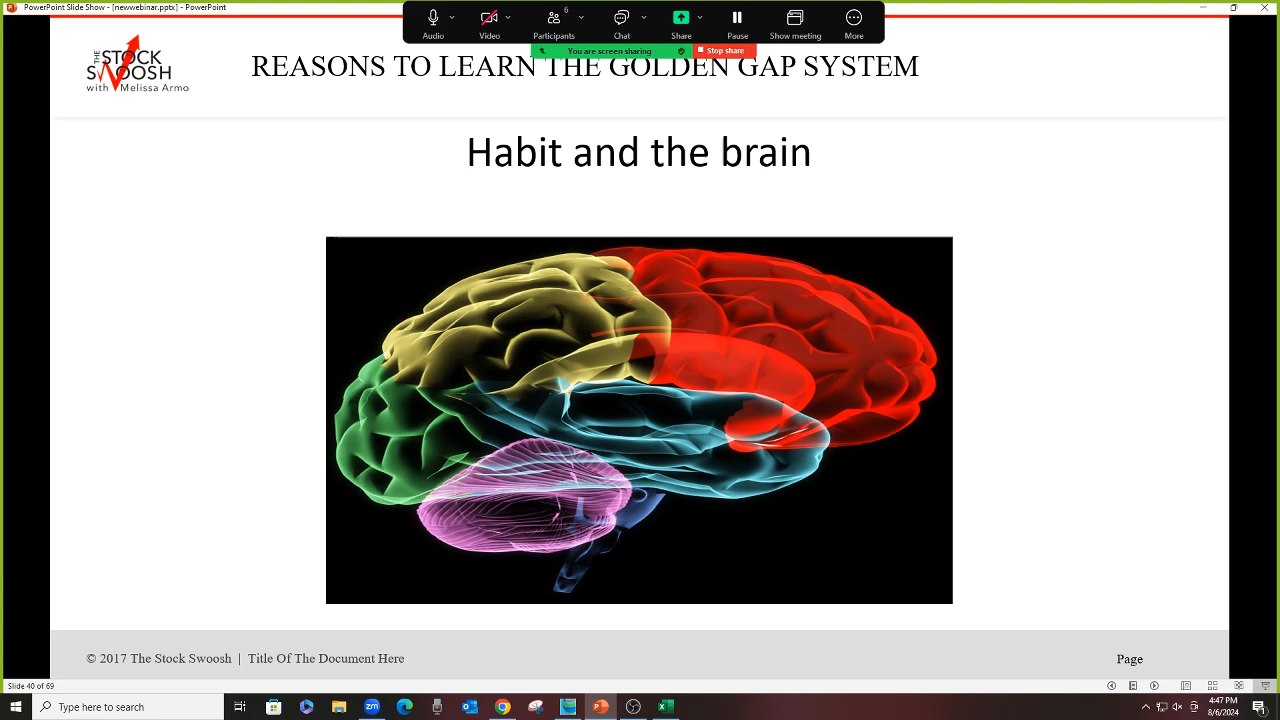 PowerPoint Slide Show - [newwebinar.pptx] - PowerPoint
6
Audio
Video
Participants
Chat
Share
Pause
Show meeting
More
You are screen sharing
Stop share
THE STOCK
SWOOSH
with Melissa Armo
REASONS TO LEARN THE GOLDEN GAP SYSTEM
Habit and the brain
© 2017 The Stock Swoosh | Title Of The Document Here
Page
Slide 40 of 69
Type here to search
zm
4:47 PM
8/6/2024